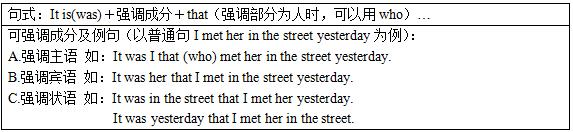 句式：It is(was)＋强调成分＋that（强调部分为人时，可以用who）…
可强调成分及例句（以普通句 I met her in the street yesterday 为例）：
A.强调主语 如：It was I that (who) met her in the street yesterday.
B.强调宾语 如：It was her that I met in the street yesterday.
C.强调状语 如：It was in the street that I met her yesterday.
It was yesterday that I met her in the street.